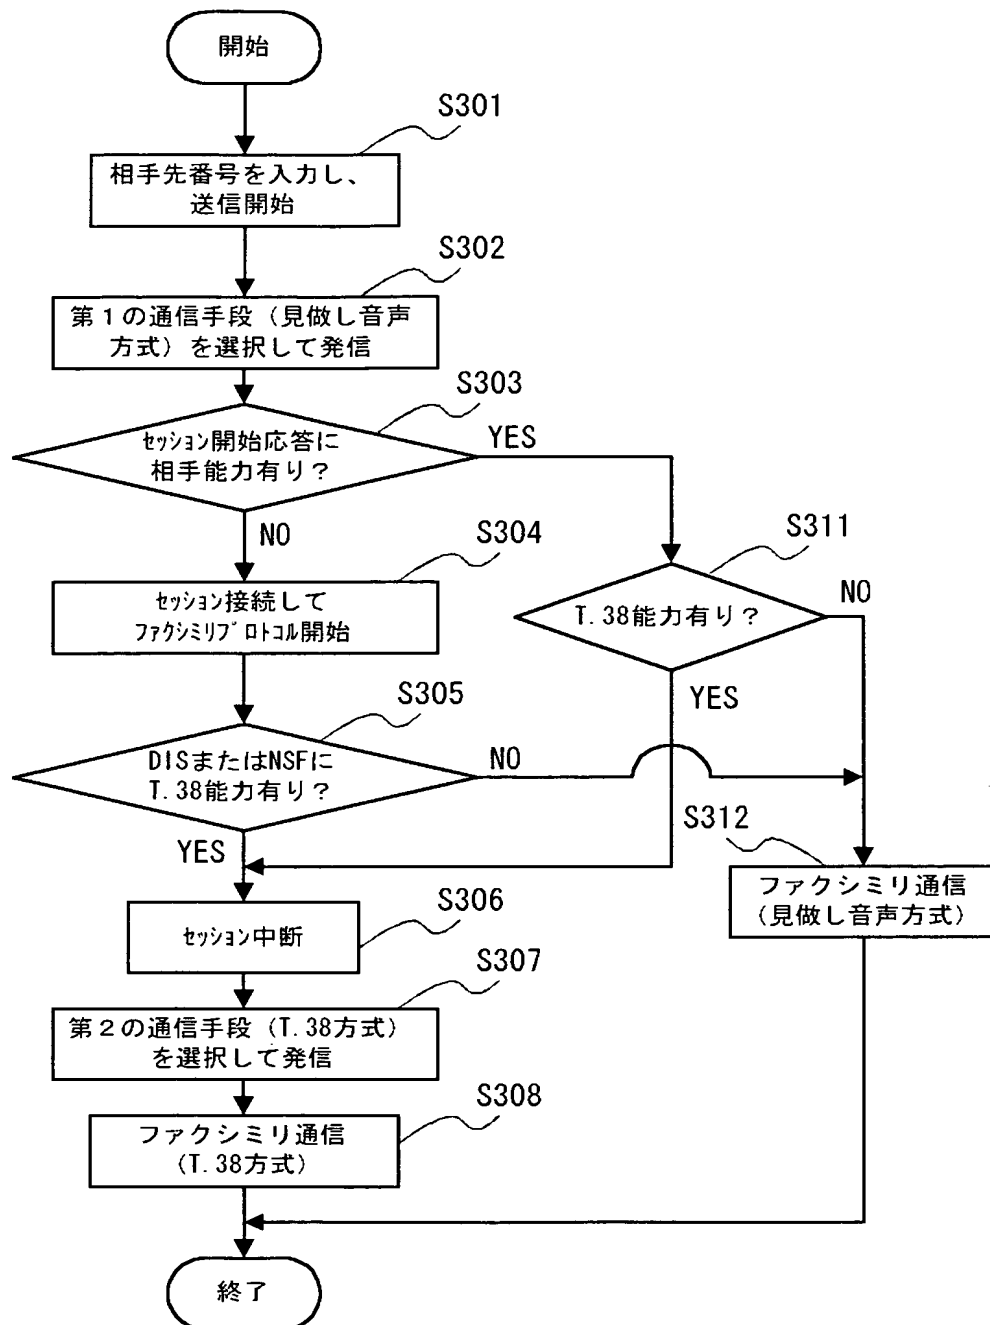 開始
S301
相手先番号を入力し、
送信開始
S302
第1の通信手段（見做し音声
方式）を選択して発信
S303
ｾｯｼｮﾝ開始応答に
相手能力有り？
YES
NO
S304
ｾｯｼｮﾝ接続して
ﾌｧｸｼﾐﾘﾌﾟﾛﾄｺﾙ開始
S311
T.38能力有り？
NO
YES
S305
DISまたはNSFに
T.38能力有り？
NO
YES
S312
ファクシミリ通信
(見做し音声方式)
S306
ｾｯｼｮﾝ中断
S307
第2の通信手段（T.38方式）
を選択して発信
S308
ファクシミリ通信
(T.38方式)
終了